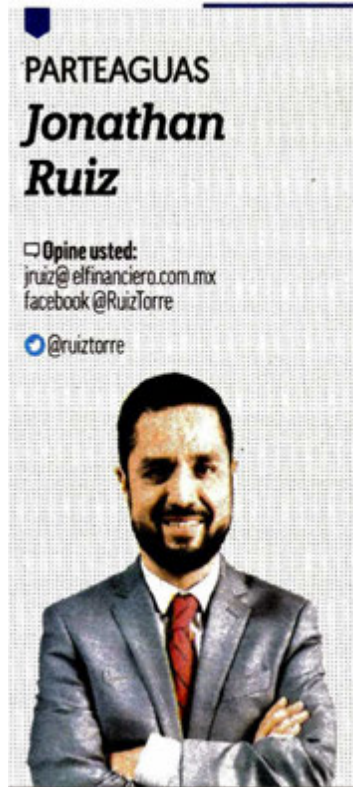 PARTEAGUAS
Jonathan
Ruiz
Opine usted:
jruiz@elfinanciero.com.mx
facebook @RuizTorre
@ruiztorre